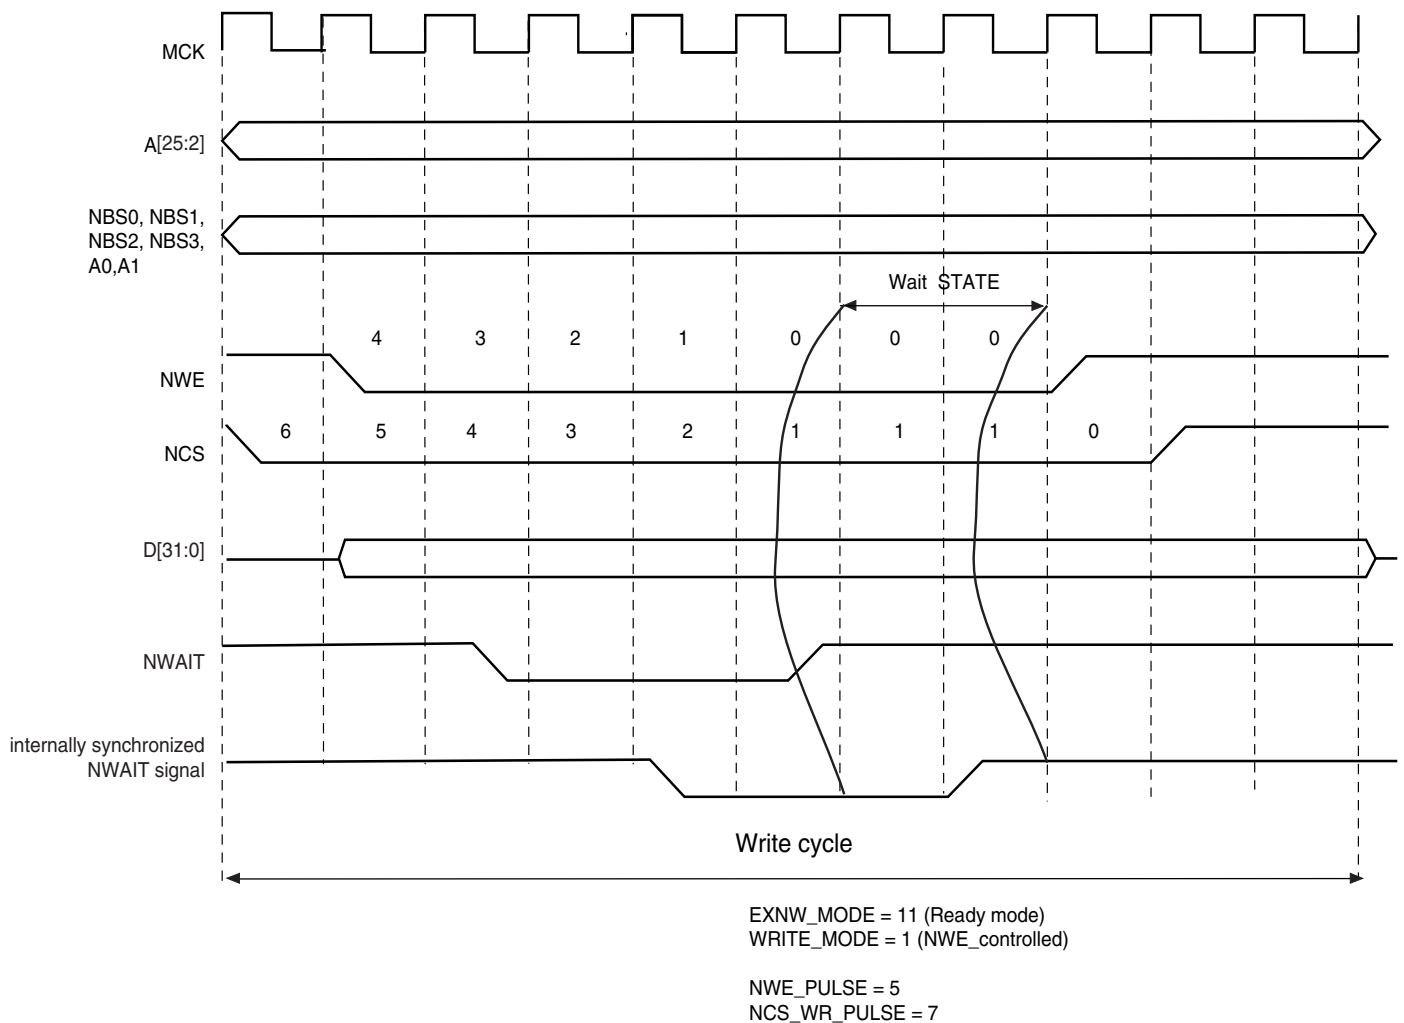 MCK
A[25:2]
NBS0, NBS1,
NBS2, NBS3,
A0,A1
Wait STATE
4 3 2 1 0 0 0
NWE
6 5 4 3 2 1 1 1 0
NCS
D[31:0]
NWAIT
internally synchronized
NWAIT signal
Write cycle
EXNW_MODE = 11 (Ready mode)
WRITE_MODE = 1 (NWE_controlled)
NWE_PULSE = 5
NCS_WR_PULSE = 7